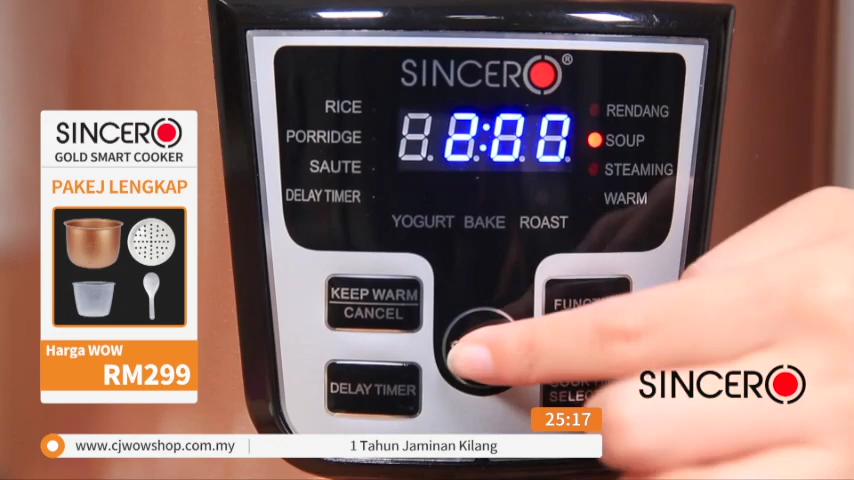 SINCERO
GOLD SMART COOKER
PAKEJ LENGKAP
Harga WOW
RM299
SINCERO®
RICE
PORRIDGE
SAUTE
DELAY TIMER
2:00
RENDANG
SOUP
STEAMING
WARM
YOGURT BAKE ROAST
KEEP WARM
CANCEL
DELAY TIMER
SINCERO
25:17
www.cjwowshop.com.my
1 Tahun Jaminan Kilang